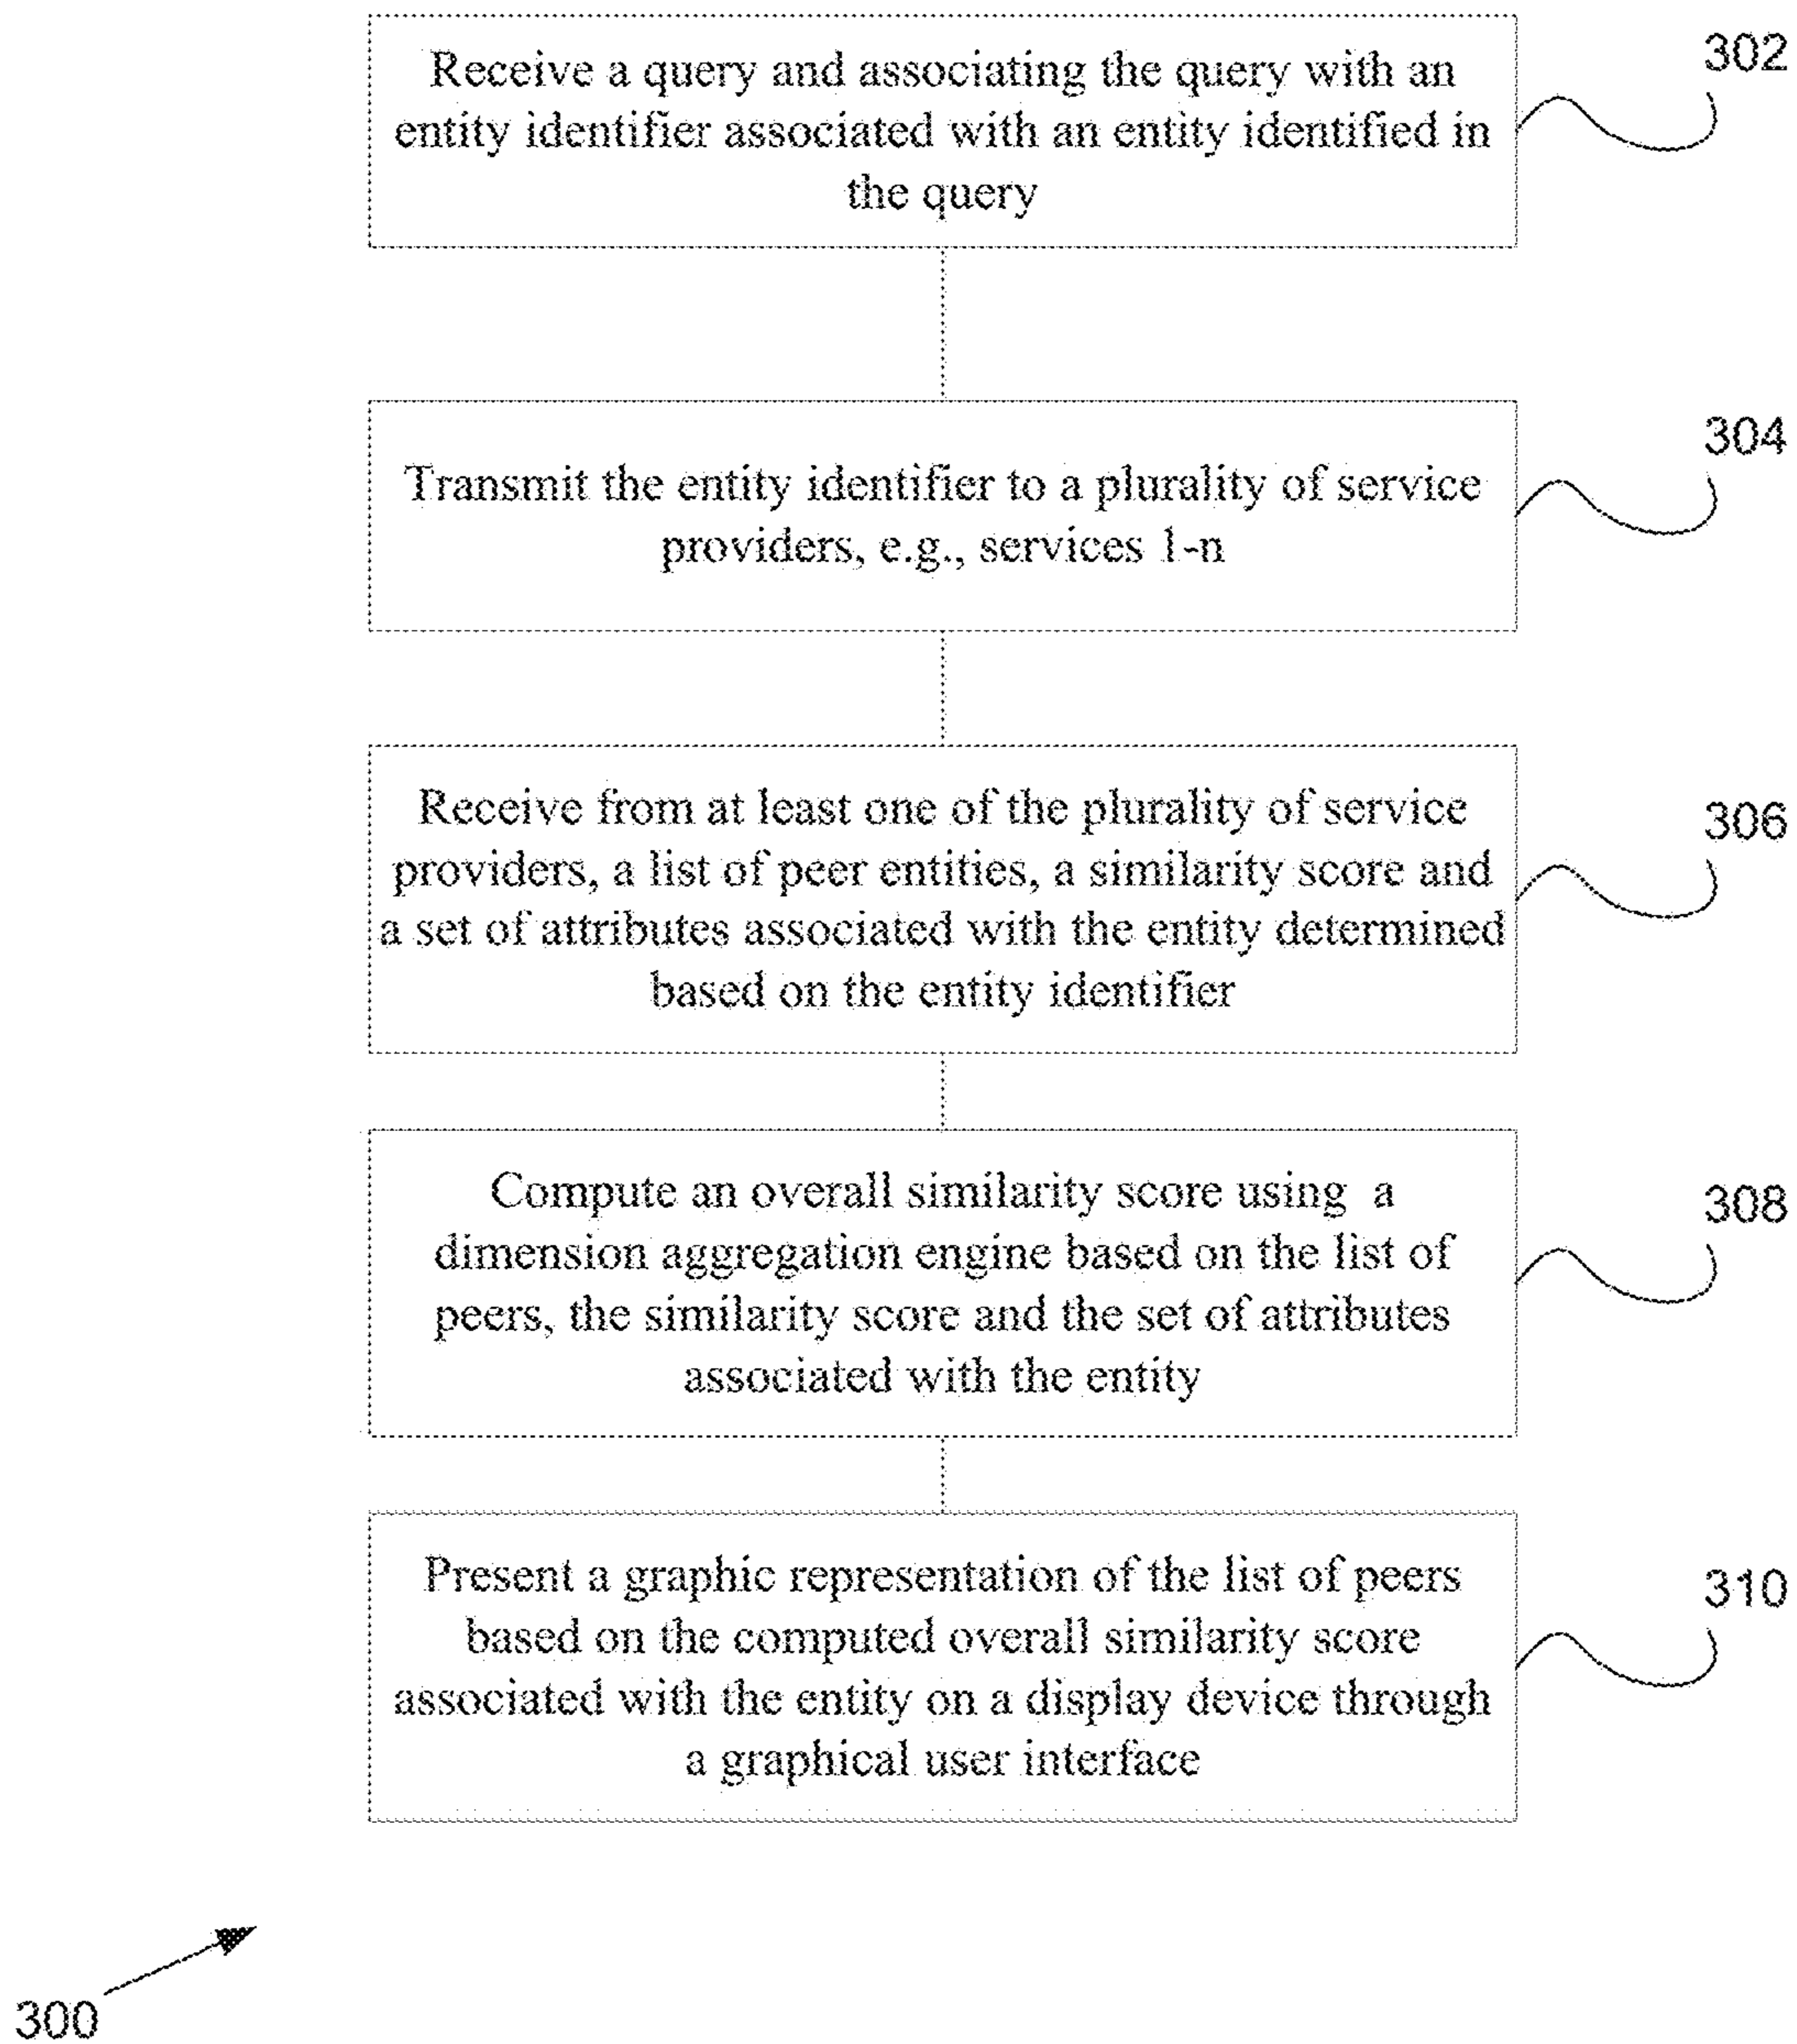 Receive a query and associating the query with an
entity identifier associated with an entity identified in
the query
302
Transmit the entity identifier to a plurality of service
providers, e.g., services 1-n
304
Receive from at least one of the plurality of service
providers, a list of peer entities, a similarity score and
a set of attributes associated with the entity determined
based on the entity identifier
306
Compute an overall similarity score using a
dimension aggregation engine based on the list of
peers, the similarity score and the set of attributes
associated with the entity
308
Present a graphic representation of the list of peers
based on the computed overall similarity score
associated with the entity on a display device through
a graphical user interface
310
300